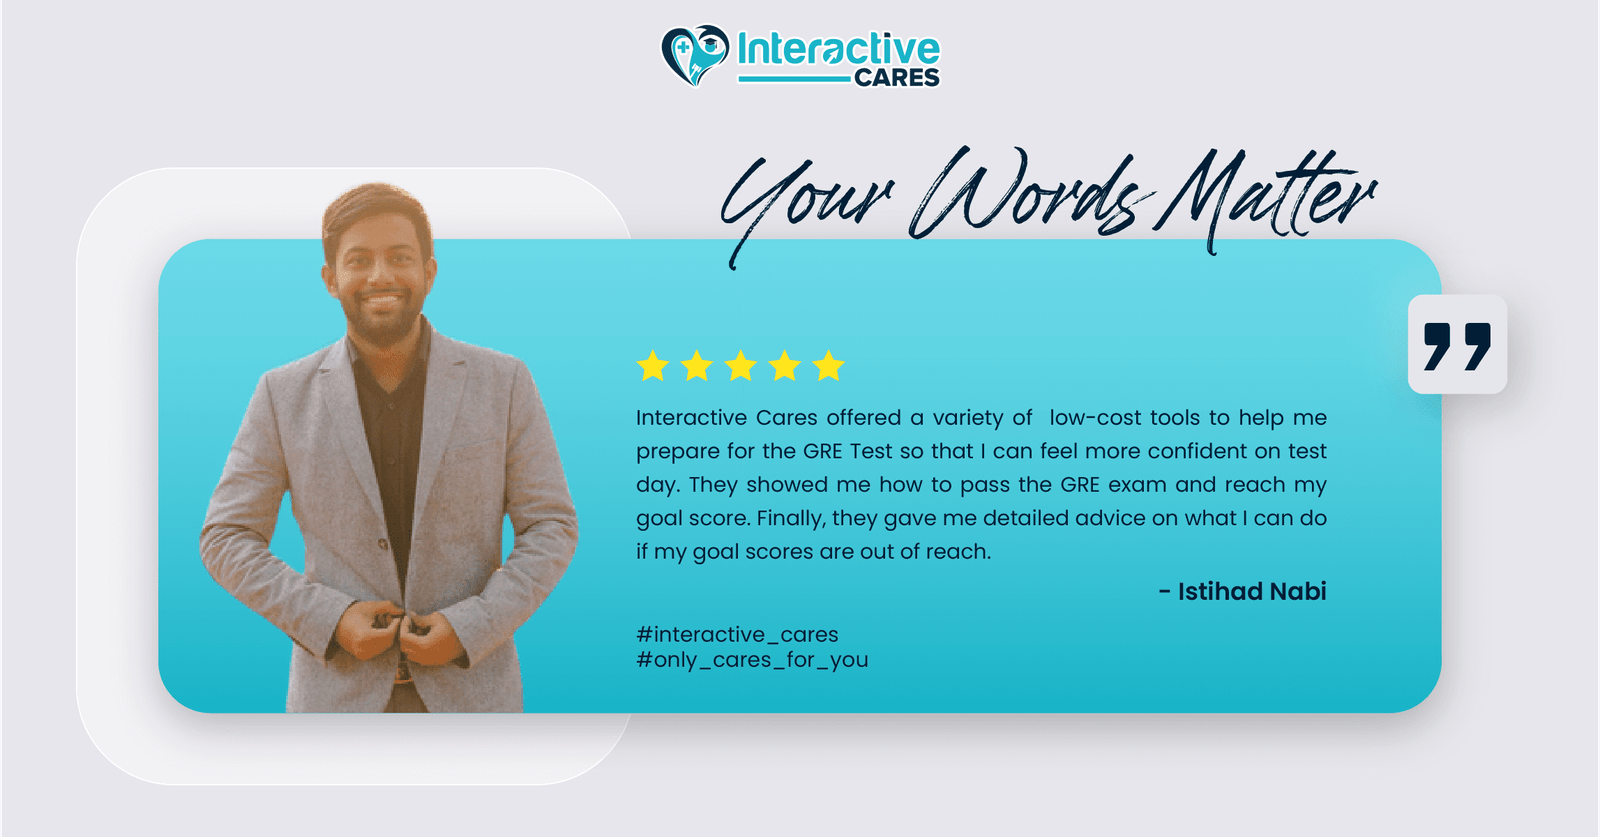 Interactive
CARES
Your Words Matter
Interactive Cares offered a variety of  low-cost tools to help me
prepare for the GRE Test so that I can feel more confident on test
day. They showed me how to pass the GRE exam and reach my
goal score. Finally, they gave me detailed advice on what I can do
if my goal scores are out of reach.
- Istihad Nabi
#interactive_cares
#only_cares_for_you